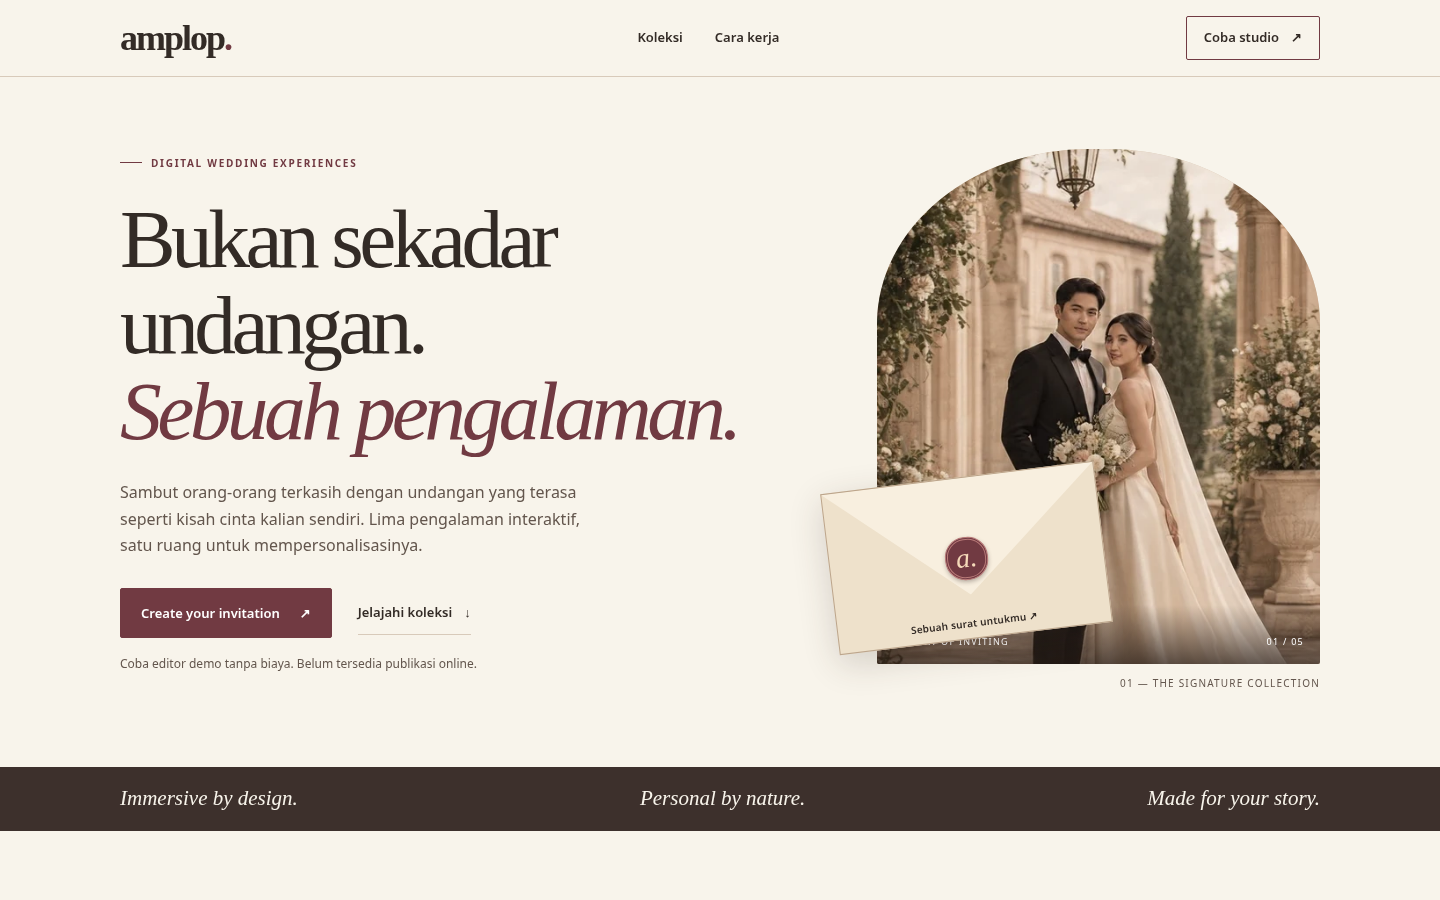 amplop.
Koleksi
Cara kerja
Coba studio ↗
DIGITAL WEDDING EXPERIENCES
Bukan sekadar
undangan.
Sebuah pengalaman.
Sambut orang-orang terkasih dengan undangan yang terasa
seperti kisah cinta kalian sendiri. Lima pengalaman interaktif,
satu ruang untuk mempersonalisasinya.
Create your invitation ↗
Jelajahi koleksi ↓
Coba editor demo tanpa biaya. Belum tersedia publikasi online.
a.
Sebuah surat untukmu ↗
INVITING
01 / 05
01 — THE SIGNATURE COLLECTION
Immersive by design.
Personal by nature.
Made for your story.